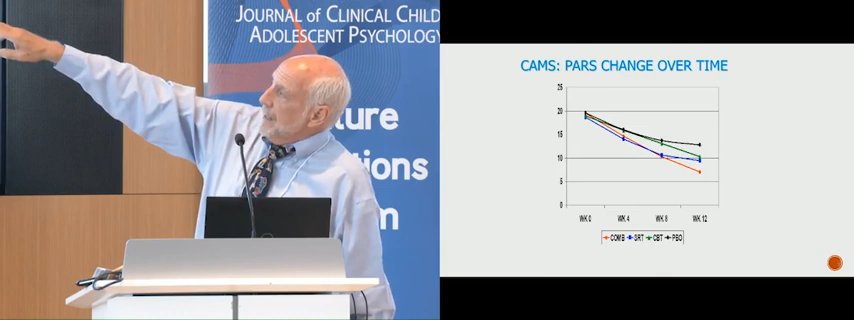 JOURNAL of CLINICAL CHILD
ADOLESCENT PSYCHOLOGY
ture
tions
m
CAMS: PARS CHANGE OVER TIME
25
20
15
10
5
0
WK 0 WK 4 WK 8 WK 12
COMB SRT CBT PBO